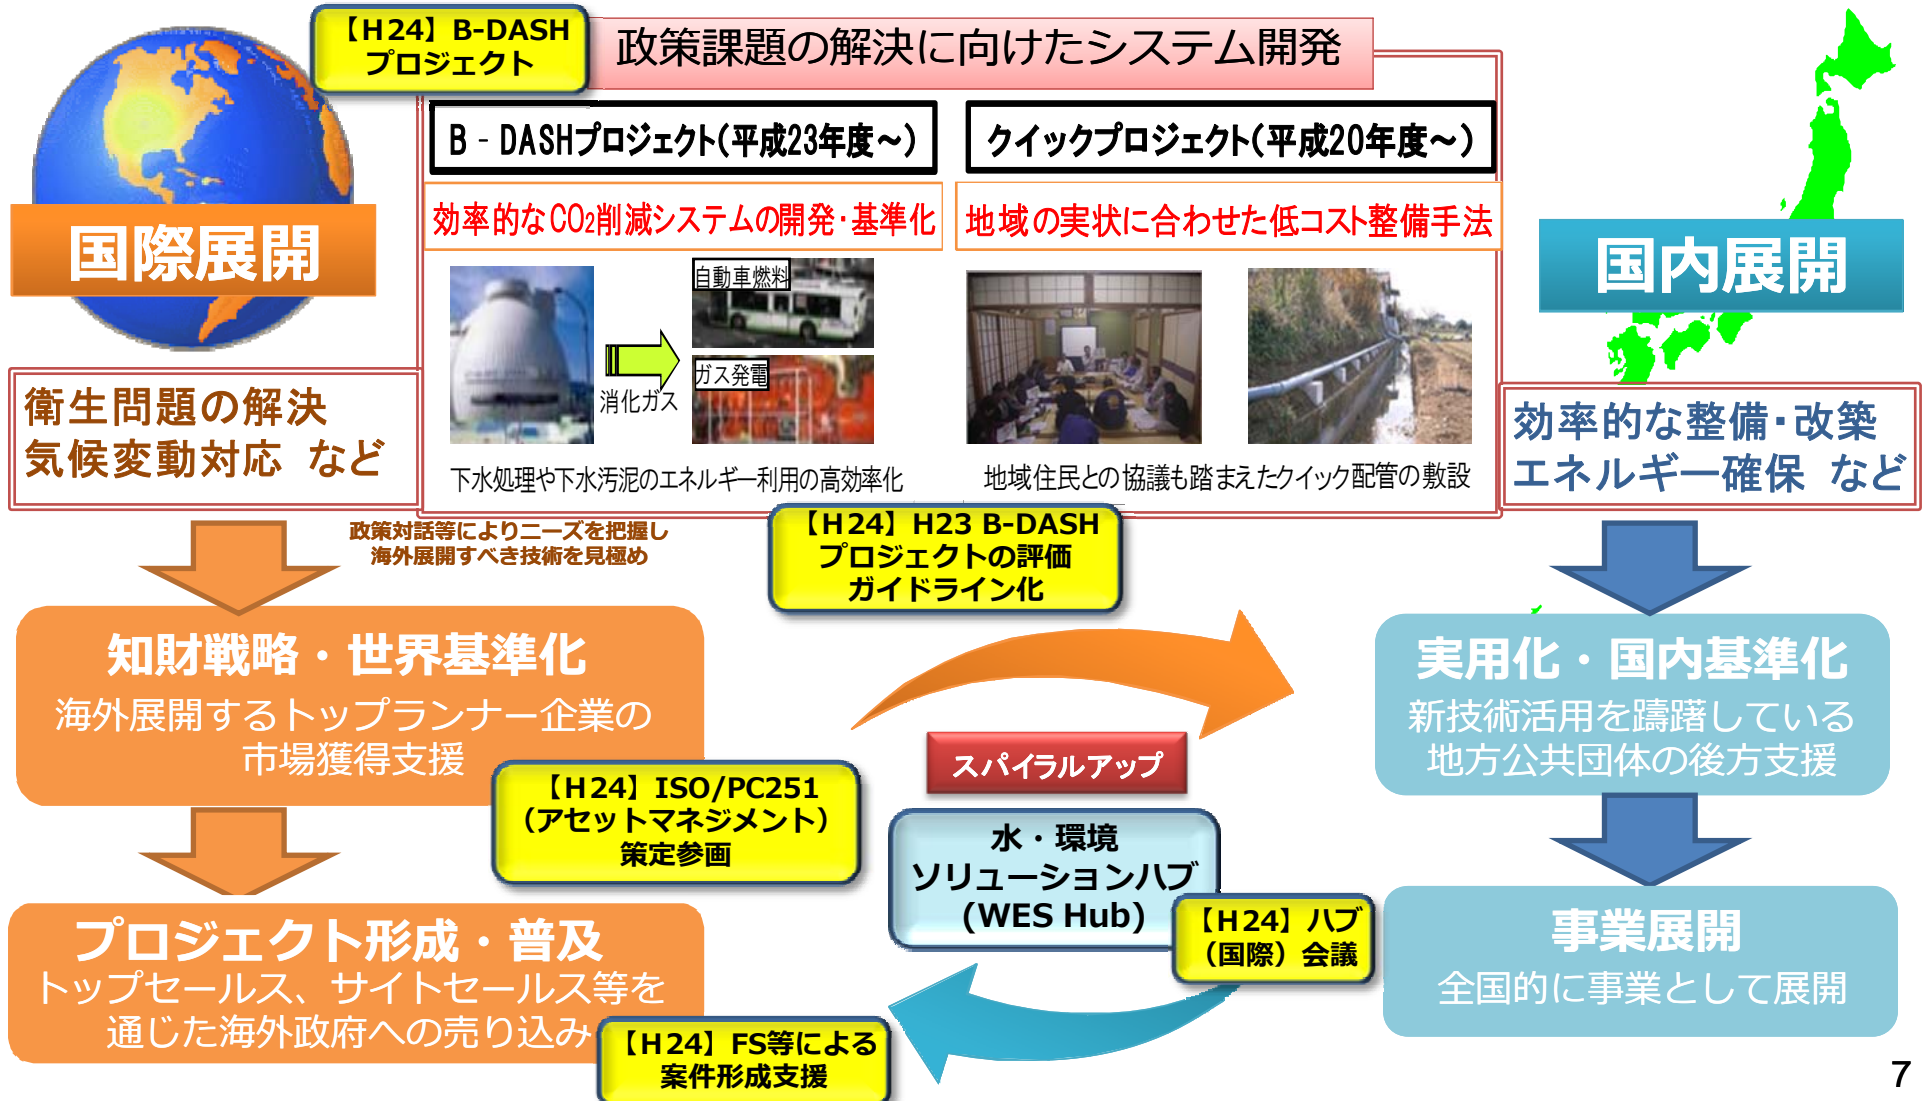 【H24】B-DASH
プロジェクト
政策課題の解決に向けたシステム開発
B‐DASHプロジェクト(平成23年度～)
クイックプロジェクト(平成20年度～)
効率的なCO2削減システムの開発・基準化
地域の実状に合わせた低コスト整備手法
国際展開
国内展開
自動車燃料
ガス発電
消化ガス
下水処理や下水汚泥のエネルギー利用の高効率化
地域住民との協議も踏まえたクイック配管の敷設
衛生問題の解決
気候変動対応 など
効率的な整備・改築
エネルギー確保 など
政策対話等によりニーズを把握し
海外展開すべき技術を見極め
【H24】H23 B-DASH
プロジェクトの評価
ガイドライン化
知財戦略・世界基準化
海外展開するトップランナー企業の
市場獲得支援
実用化・国内基準化
新技術活用を躊躇している
地方公共団体の後方支援
【H24】ISO/PC251
（アセットマネジメント）
策定参画
スパイラルアップ
水・環境
ソリューションハブ
(WES Hub)
【H24】ハブ
（国際）会議
プロジェクト形成・普及
トップセールス、サイトセールス等を
通じた海外政府への売り込み
【H24】FS等による
案件形成支援
事業展開
全国的に事業として展開
7